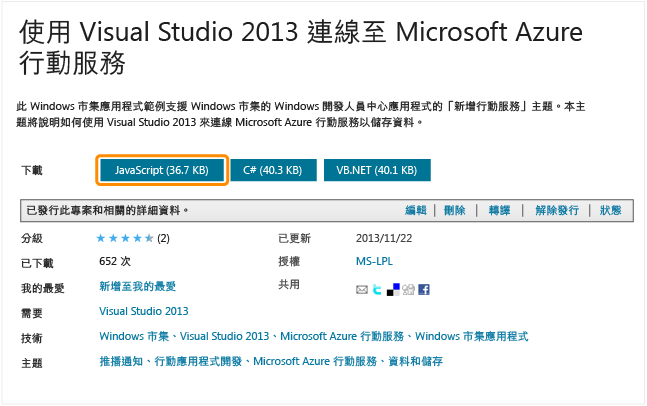 使用 Visual Studio 2013 連線至 Microsoft Azure
行動服務
此 Windows 市集應用程式範例支援 Windows 市集的 Windows 開發人員中心應用程式的「新增行動服務」主題。本主
題將說明如何使用 Visual Studio 2013 來連線 Microsoft Azure 行動服務以儲存資料。
下載 JavaScript (36.7 KB) C# (40.3 KB) VB.NET (40.1 KB)
已發行此專案和相關的詳細資料。 編輯 | 刪除 | 轉譯 | 解除發行 | 狀態
分級 ★★★★★ (2) 已更新 2013/11/22
已下載 652 次 授權 MS-LPL
我的最愛 新增至我的最愛 共用
需要 Visual Studio 2013
技術 Windows 市集、Visual Studio 2013、Microsoft Azure 行動服務、Windows 市集應用程式
主題 推播通知、行動應用程式開發、Microsoft Azure 行動服務、資料和儲存